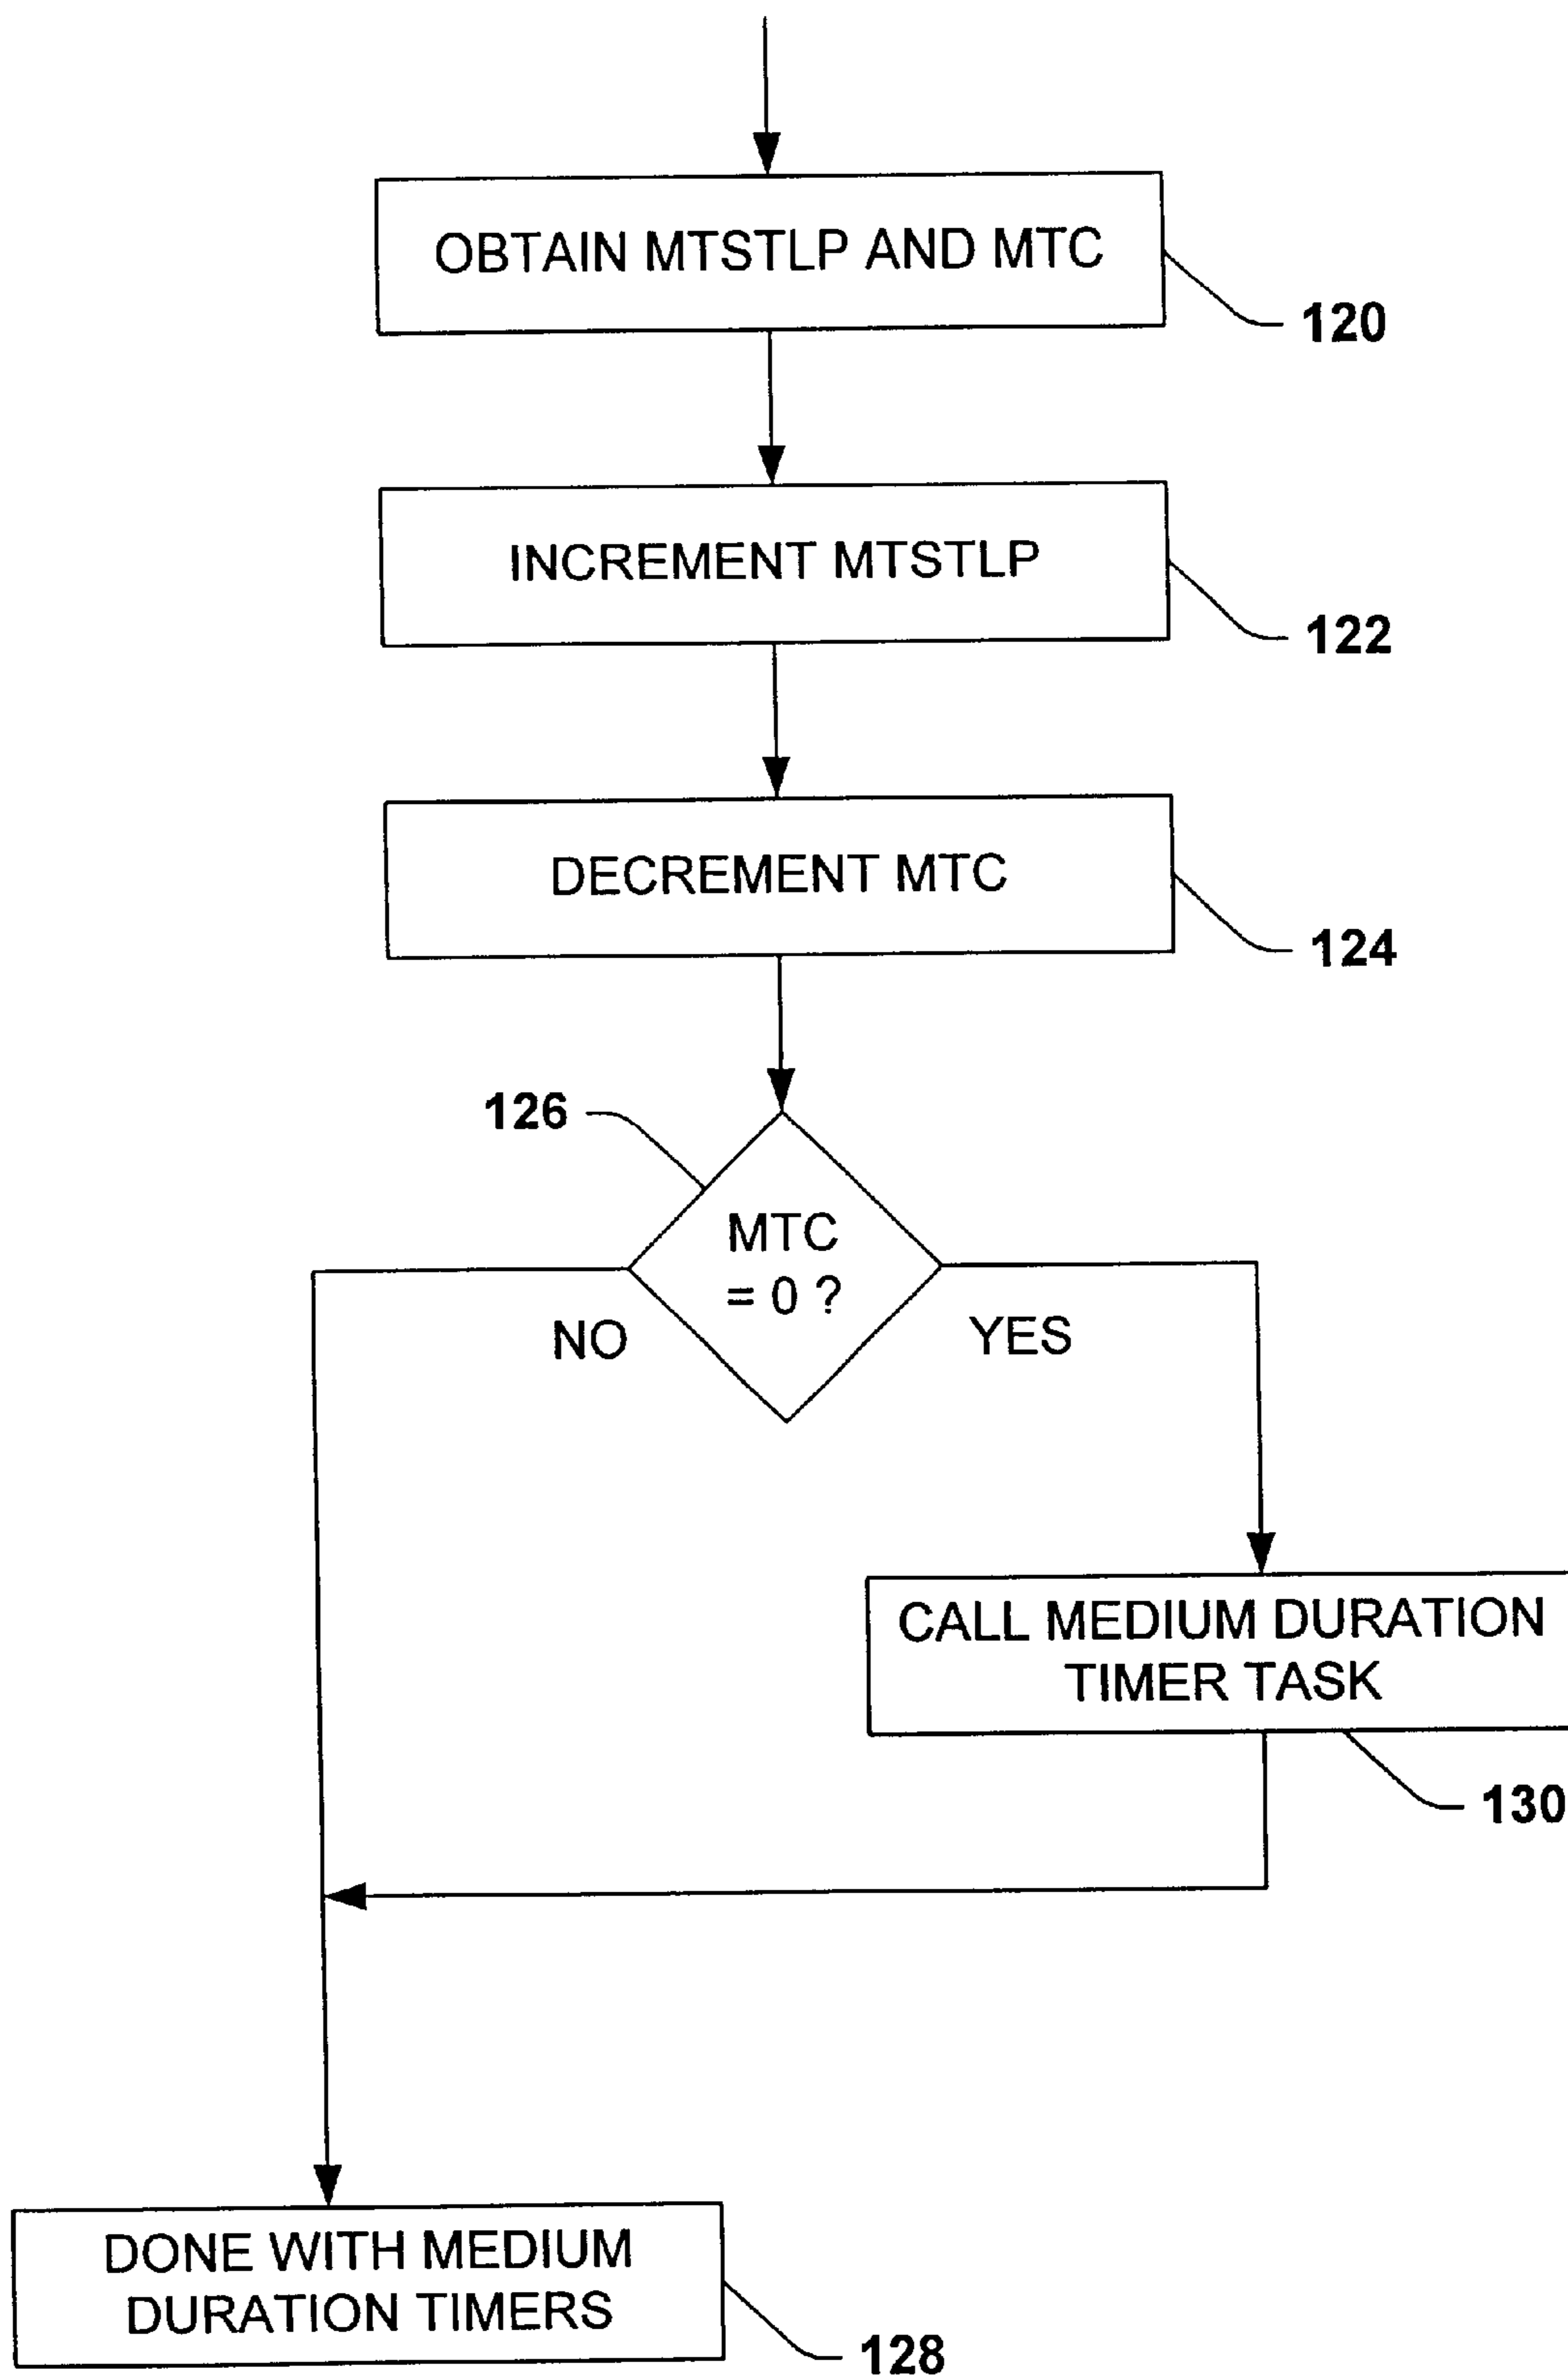 OBTAIN MTSTLP AND MTC
120
INCREMENT MTSTLP
122
DECREMENT MTC
124
126
MTC
= 0 ?
NO
YES
CALL MEDIUM DURATION
TIMER TASK
130
DONE WITH MEDIUM
DURATION TIMERS
128